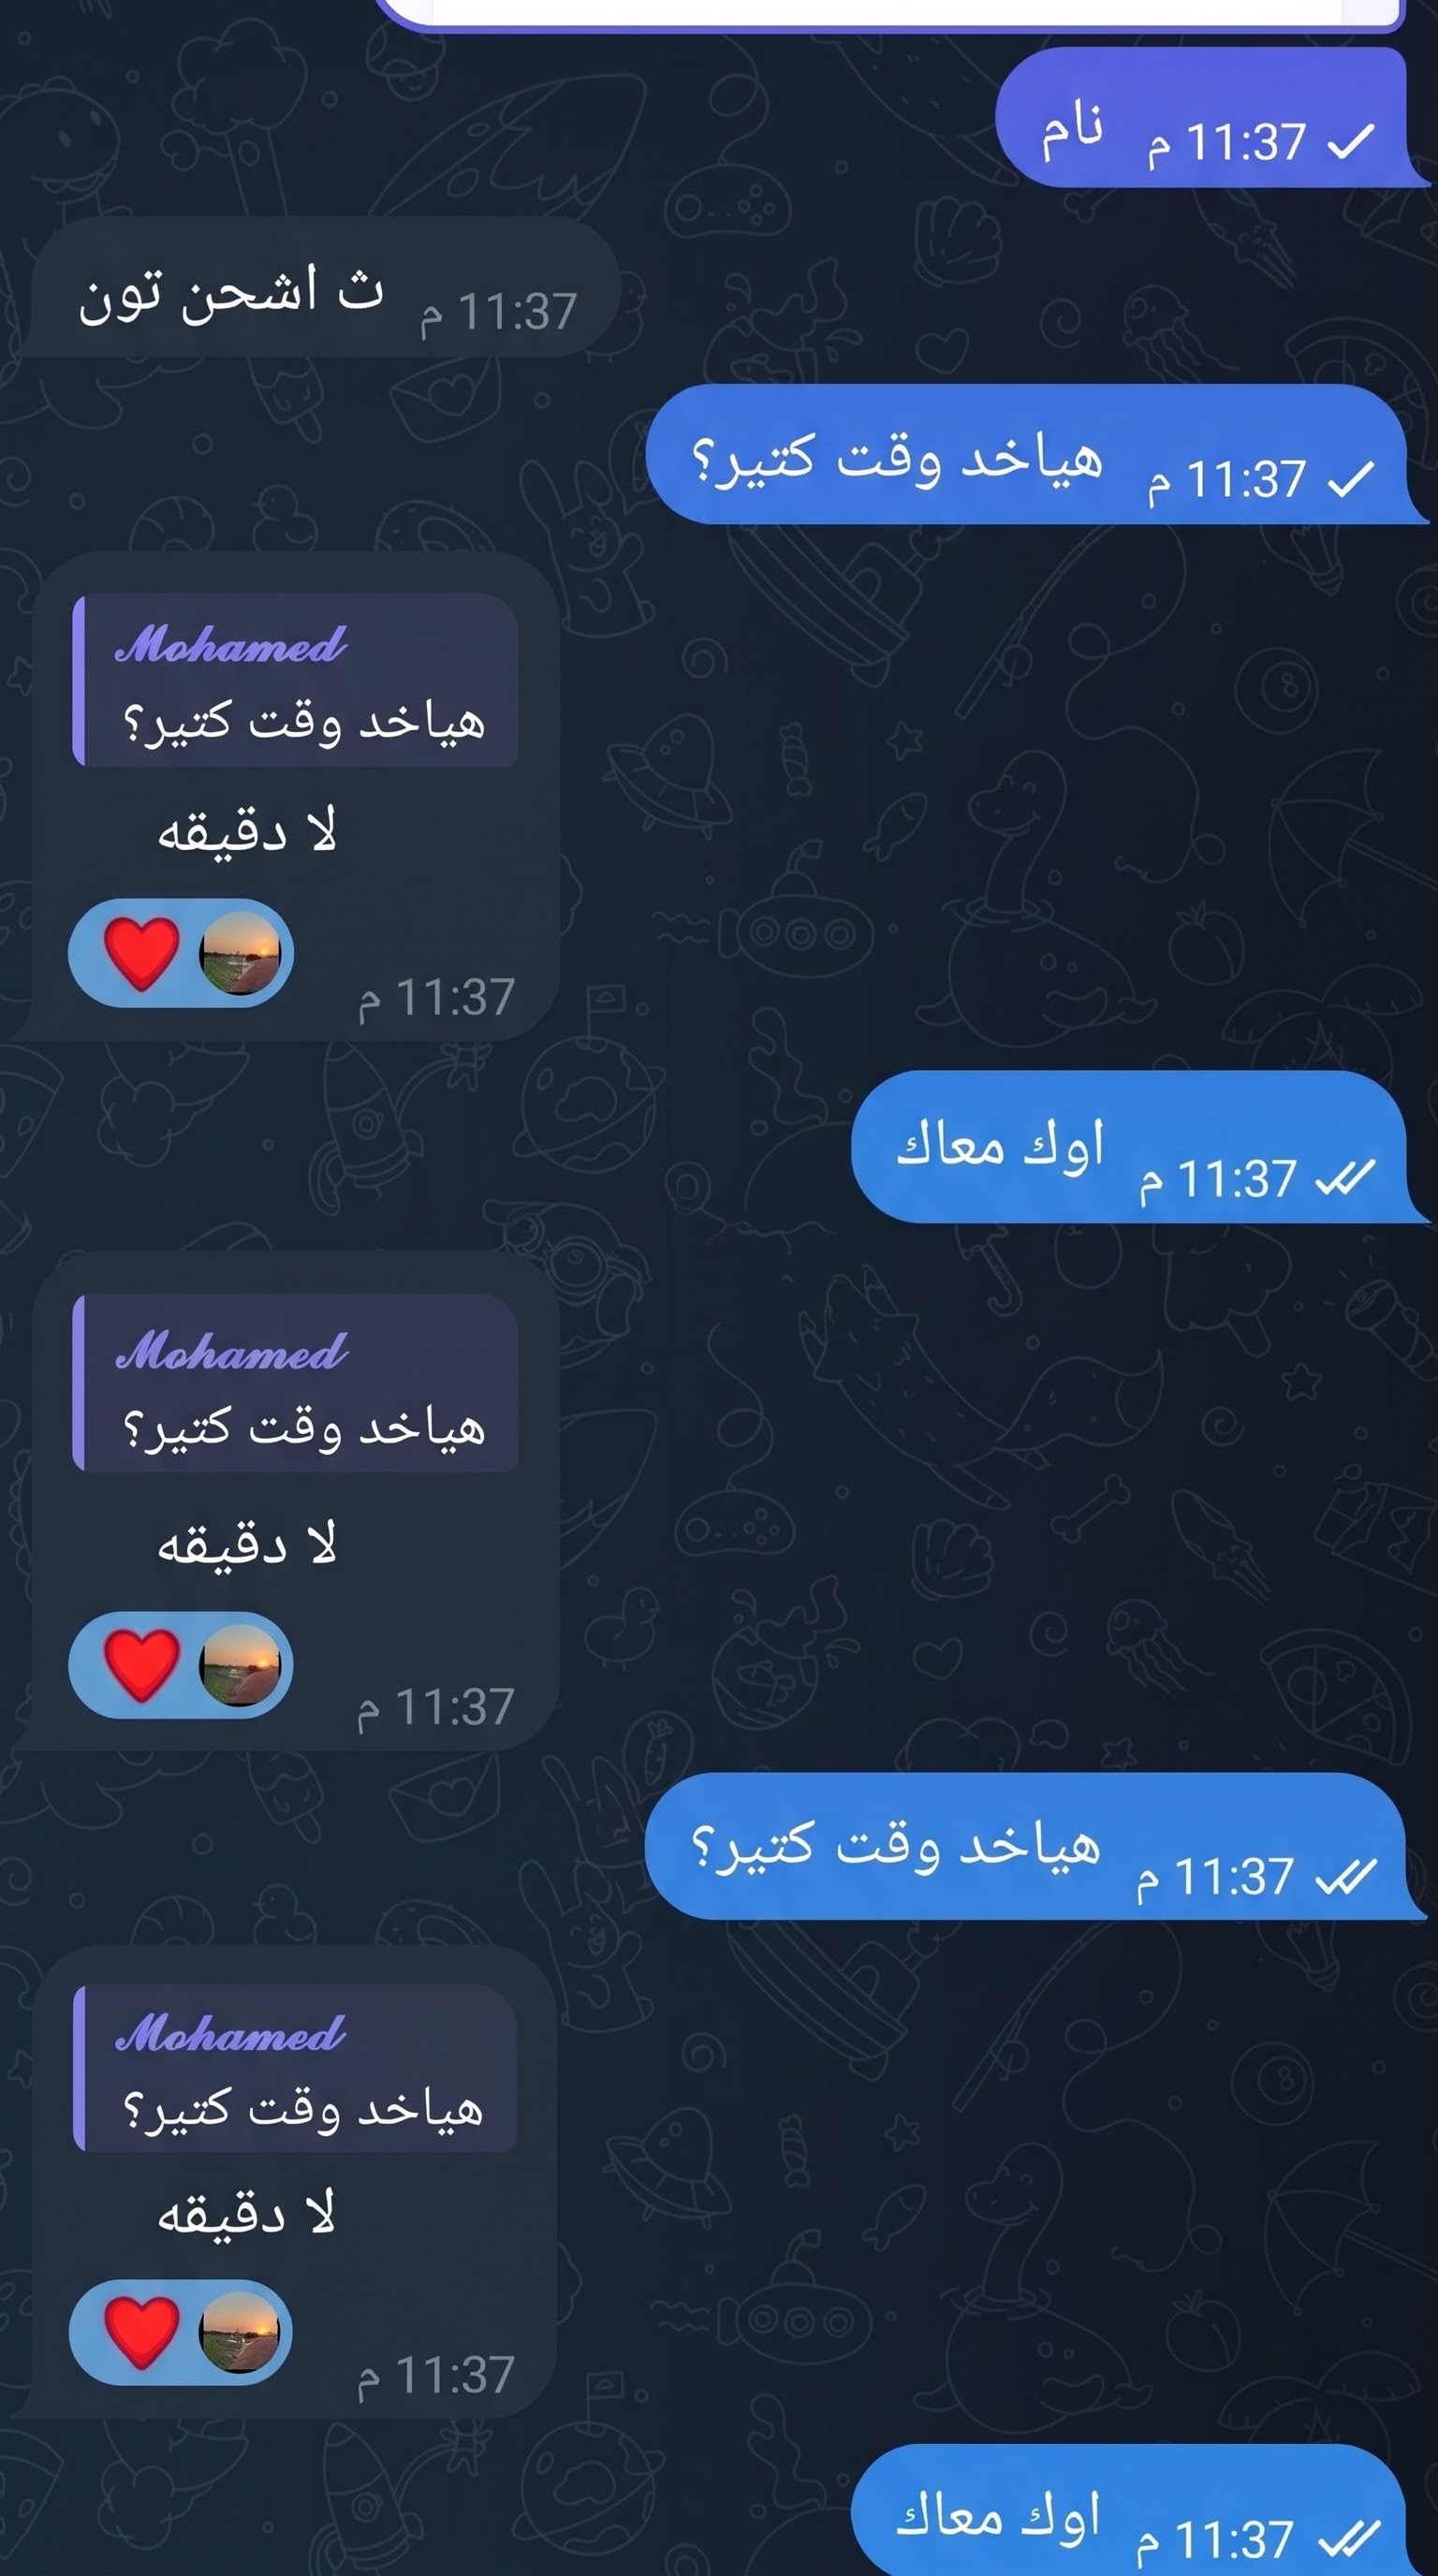 نام
11:37 م
ث اشحن تون
11:37 م
هياخد وقت كتير؟
11:37 م
Mohamed
هياخد وقت كتير؟
لا دقيقه
11:37 م
اوك معاك
11:37 م
Mohamed
هياخد وقت كتير؟
لا دقيقه
11:37 م
هياخد وقت كتير؟
11:37 م
Mohamed
هياخد وقت كتير؟
لا دقيقه
11:37 م
اوك معاك
11:37 م